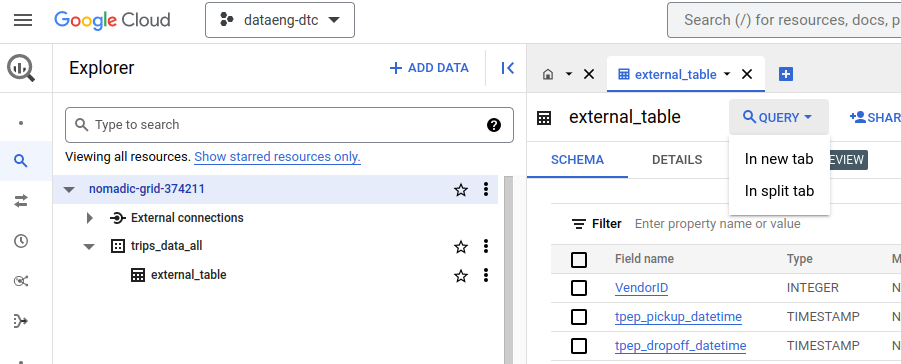 Google Cloud
dataeng-dtc
Search (/) for resources, docs, p
Explorer
+ ADD DATA
Type to search
Viewing all resources. Show starred resources only.
nomadic-grid-374211
External connections
trips_data_all
external_table
external_table
external_table
QUERY
SHAR
SCHEMA
DETAILS
EVIEW
In new tab
In split tab
Filter Enter property name or value
Field name Type M
VendorID INTEGER N
tpep_pickup_datetime TIMESTAMP N
tpep_dropoff_datetime TIMESTAMP N